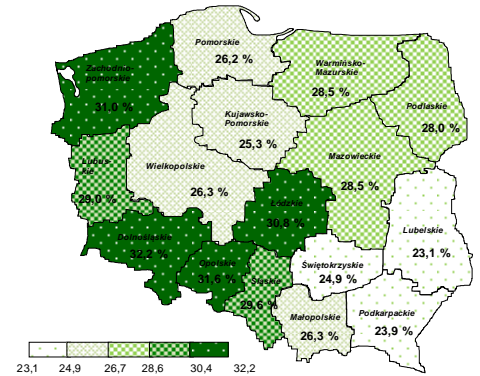 Pomorskie
26,2 %
Zachodnio-
pomorskie
31.0 %
Warmińsko-
Mazurskie
28,5 %
Podlaskie
28,0 %
Kujawsko-
Pomorskie
25,3 %
Lubus-
kie
29,0 %
Wielkopolskie
26,3 %
Mazowieckie
28,5 %
Łódzkie
30,8 %
Lubelskie
23,1 %
Dolnośląskie
32,2 %
Opolskie
31,6 %
Śląskie
29,6 %
Świętokrzyskie
24,9 %
Małopolskie
26,3 %
Podkarpackie
23,9 %
23,1 24,9 26,7 28,6 30,4 32,2